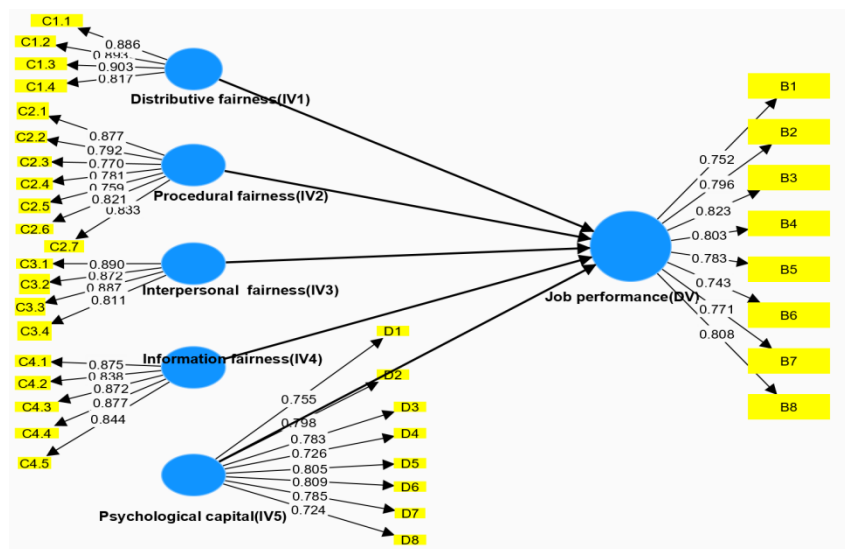 C1.1
C1.2
C1.3
C1.4
0.886
0.893
0.903
0.817
Distributive fairness(IV1)
C2.1
C2.2
C2.3
C2.4
C2.5
C2.6
C2.7
0.877
0.792
0.770
0.781
0.759
0.821
0.833
Procedural fairness(IV2)
C3.1
C3.2
C3.3
C3.4
0.890
0.872
0.887
0.811
Interpersonal fairness(IV3)
C4.1
C4.2
C4.3
C4.4
C4.5
0.875
0.838
0.872
0.877
0.844
Information fairness(IV4)
D1
D2
D3
D4
D5
D6
D7
D8
0.755
0.798
0.783
0.726
0.805
0.809
0.785
0.724
Psychological capital(IV5)
Job performance(DV)
0.752
0.796
0.823
0.803
0.783
0.743
0.771
0.808
B1
B2
B3
B4
B5
B6
B7
B8